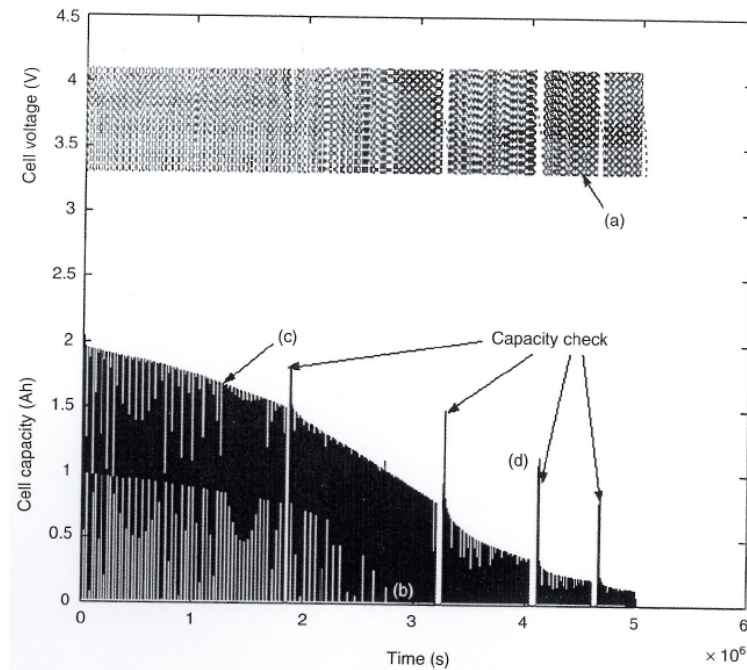 4.5
4
3.5
3
2.5
2
1.5
1
0.5
0
Cell voltage (V)
Cell capacity (Ah)
(a)
(c)
Capacity check
(d)
(b)
0 1 2 3 4 5 6
Time (s)
× 10⁶